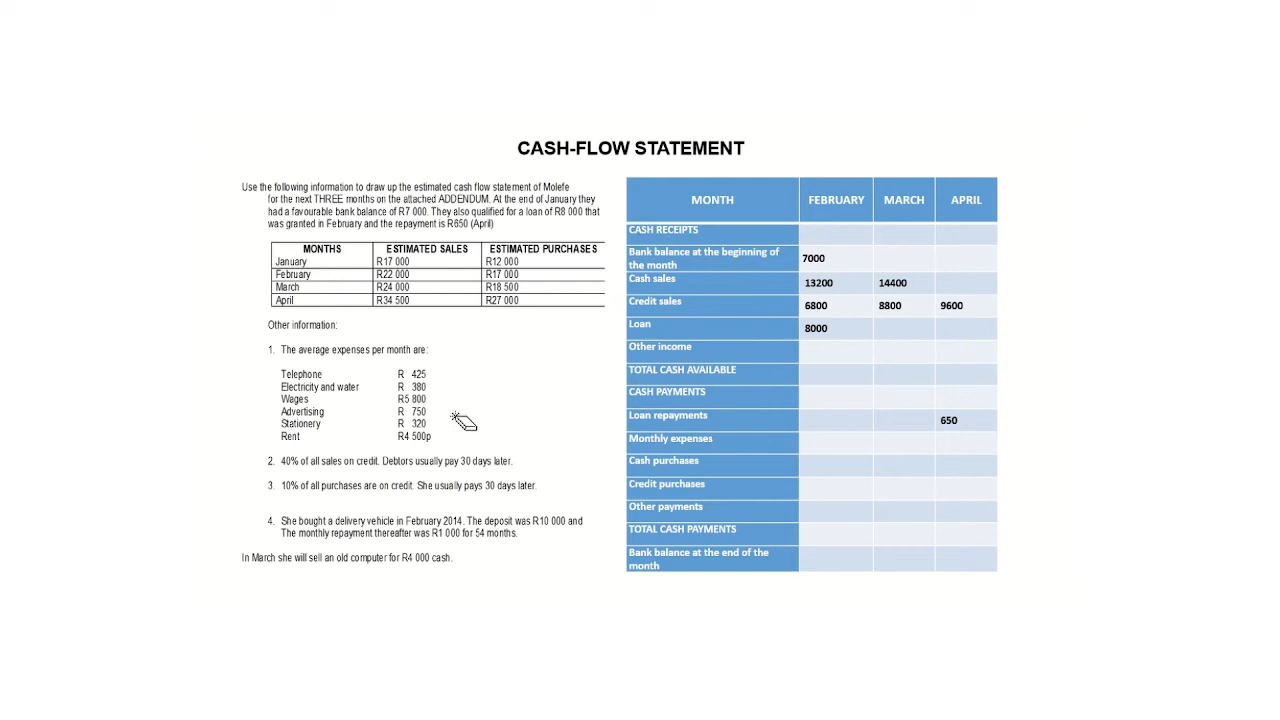 CASH-FLOW STATEMENT
Use the following information to draw up the estimated cash flow statement of Molefe
for the next THREE months on the attached ADDENDUM. At the end of January they
had a favourable bank balance of R7 000. They also qualified for a loan of R8 000 that
was granted in February and the repayment is R650 (April)
MONTHS ESTIMATED SALES ESTIMATED PURCHASES
January R17 000 R12 000
February R22 000 R17 000
March R24 000 R18 500
April R34 500 R27 000
Other information:
1. The average expenses per month are:
Telephone R 425
Electricity and water R 380
Wages R5 800
Advertising R 750
Stationery R 320
Rent R4 500p
2. 40% of all sales on credit. Debtors usually pay 30 days later.
3. 10% of all purchases are on credit. She usually pays 30 days later.
4. She bought a delivery vehicle in February 2014. The deposit was R10 000 and
The monthly repayment thereafter was R1 000 for 54 months.
In March she will sell an old computer for R4 000 cash.
MONTH FEBRUARY MARCH APRIL
CASH RECEIPTS
Bank balance at the beginning of
the month 7000
Cash sales 13200 14400
Credit sales 6800 8800 9600
Loan 8000
Other income
TOTAL CASH AVAILABLE
CASH PAYMENTS
Loan repayments 650
Monthly expenses
Cash purchases
Credit purchases
Other payments
TOTAL CASH PAYMENTS
Bank balance at the end of the
month